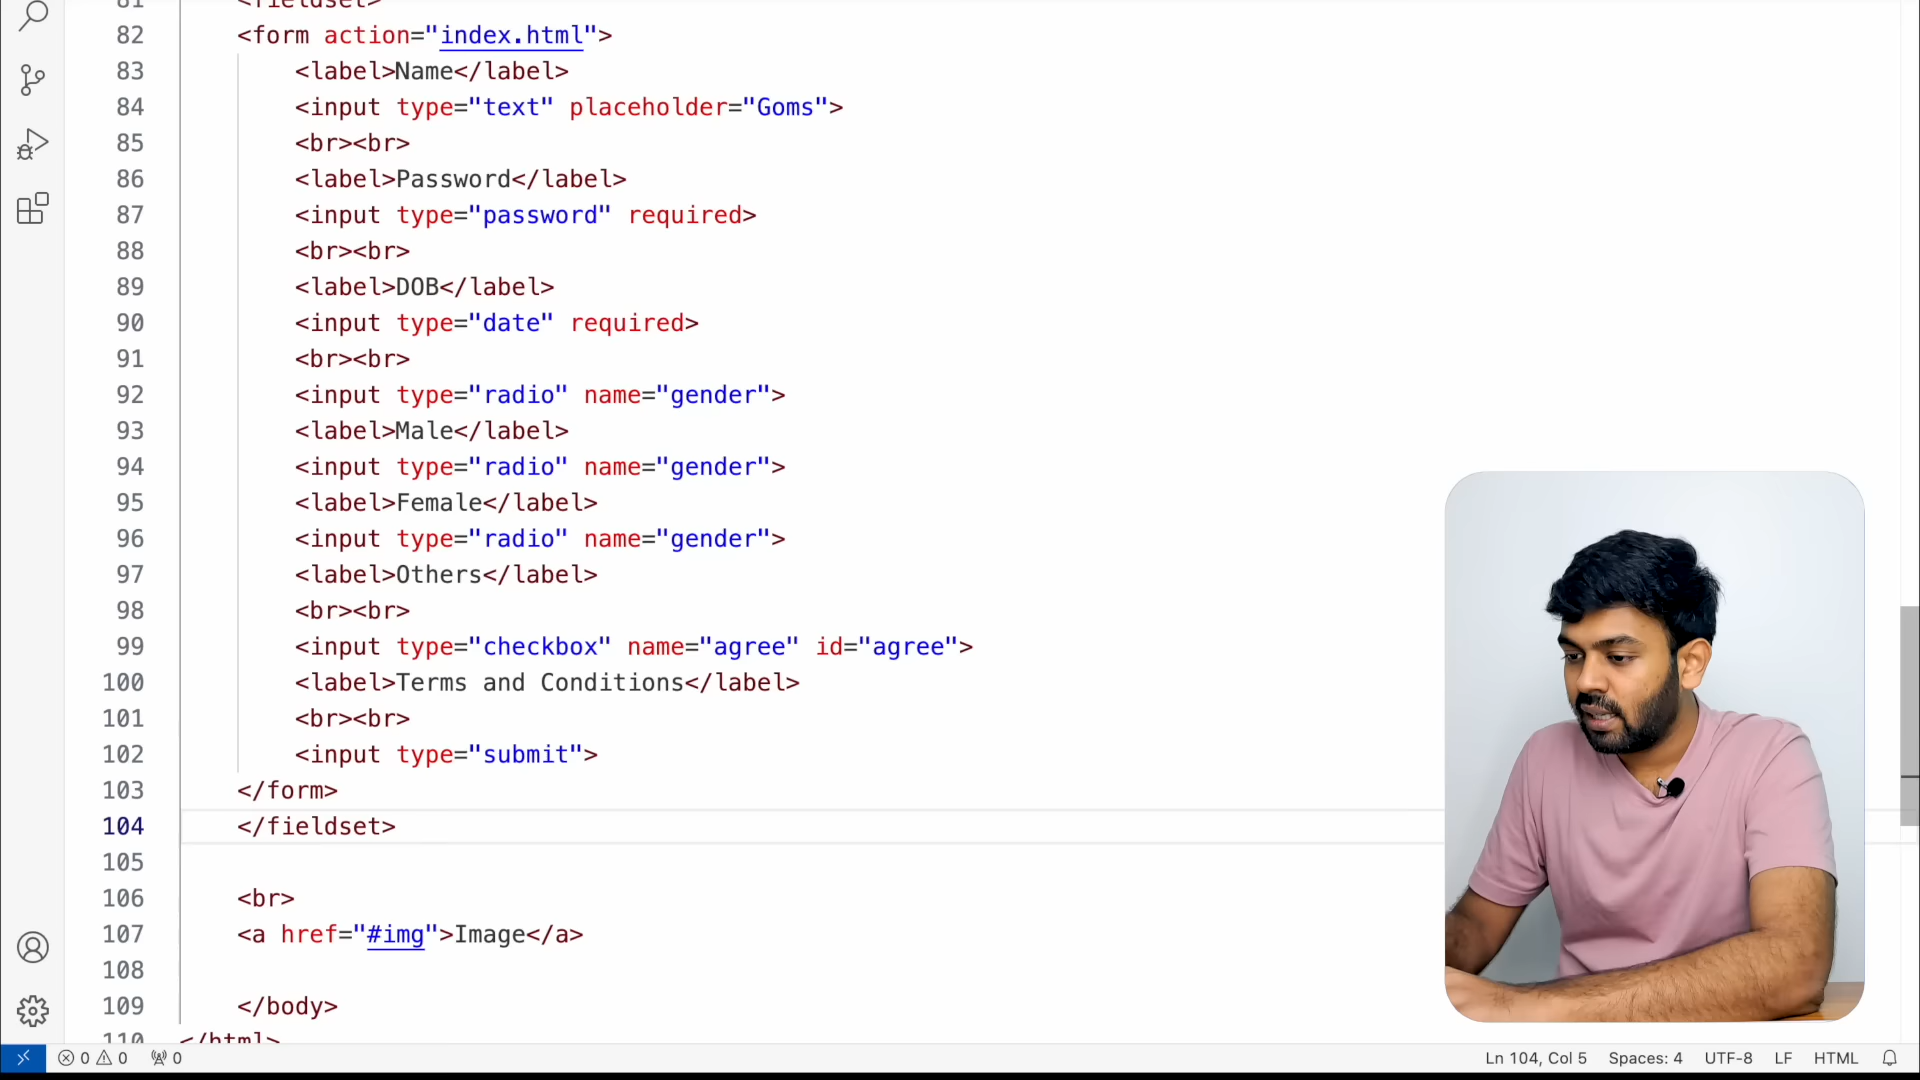 81 <fieldset>
82 <form action="index.html">
83 <label>Name</label>
84 <input type="text" placeholder="Goms">
85 <br><br>
86 <label>Password</label>
87 <input type="password" required>
88 <br><br>
89 <label>DOB</label>
90 <input type="date" required>
91 <br><br>
92 <input type="radio" name="gender">
93 <label>Male</label>
94 <input type="radio" name="gender">
95 <label>Female</label>
96 <input type="radio" name="gender">
97 <label>Others</label>
98 <br><br>
99 <input type="checkbox" name="agree" id="agree">
100 <label>Terms and Conditions</label>
101 <br><br>
102 <input type="submit">
103 </form>
104 </fieldset>
105
106 <br>
107 <a href="#img">Image</a>
108
109 </body>
110 </html>
0 0 0 Ln 104, Col 5 Spaces: 4 UTF-8 LF HTML